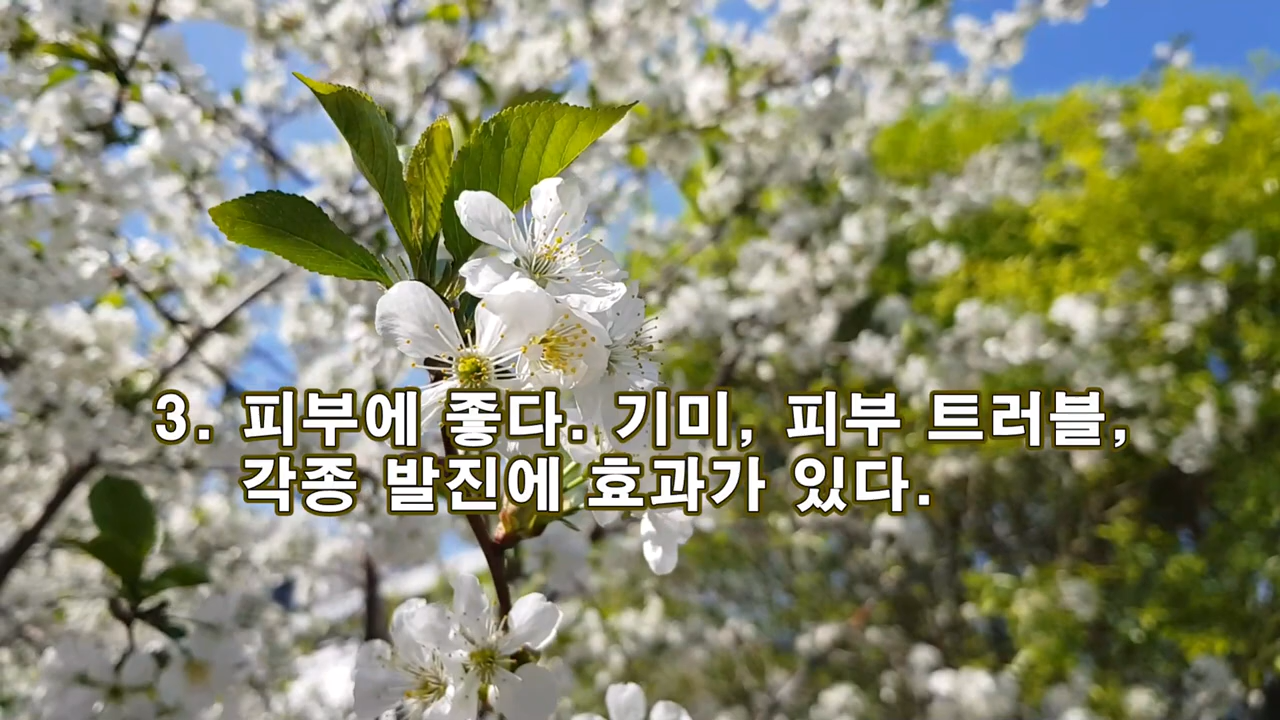 3. 피부에 좋다. 기미, 피부 트러블,
각종 발진에 효과가 있다.